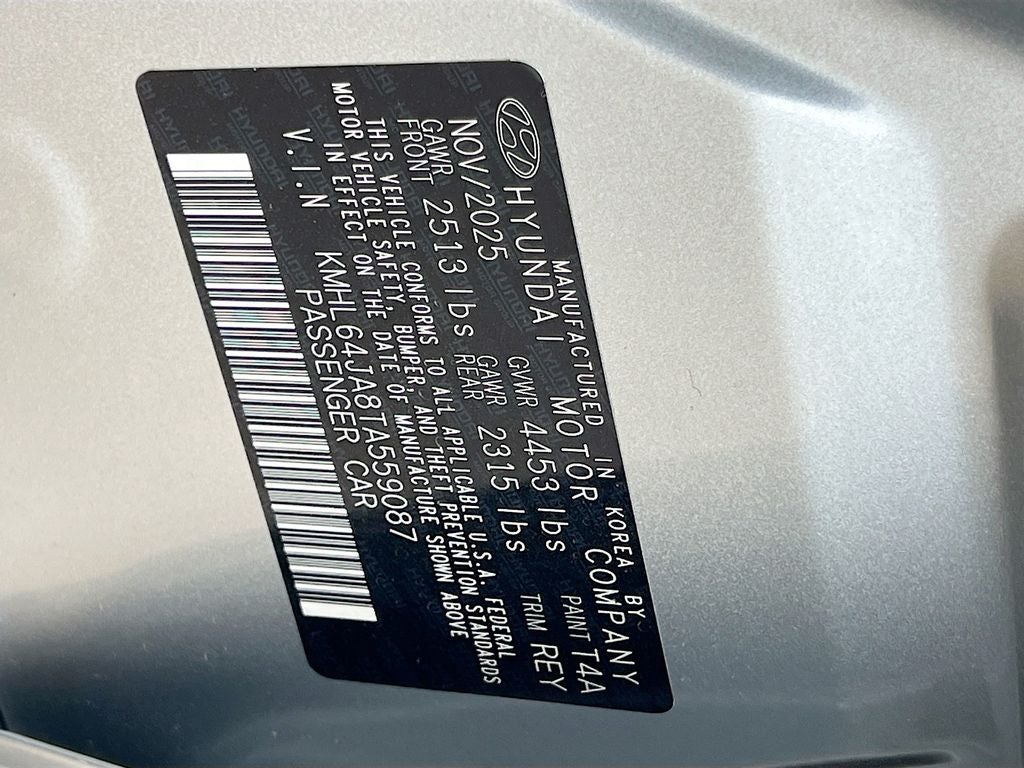 MANUFACTURED IN KOREA BY
HYUNDAI MOTOR COMPANY
NOV/2025 GVWR 4453 lbs PAINT T4A
GAWR FRONT 2513 lbs GAWR REAR 2315 lbs TRIM REY
THIS VEHICLE CONFORMS TO ALL APPLICABLE U.S.A. FEDERAL
MOTOR VEHICLE SAFETY, BUMPER, AND THEFT PREVENTION STANDARDS
IN EFFECT ON THE DATE OF MANUFACTURE SHOWN ABOVE
V.I.N KMHL64JA8TA559087
PASSENGER CAR